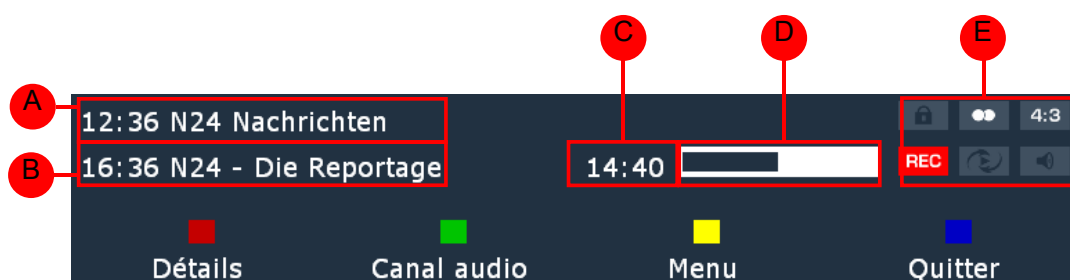 C D E
A
12:36 N24 Nachrichten 4:3
B
16:36 N24 - Die Reportage 14:40 REC
Détails Canal audio Menu Quitter